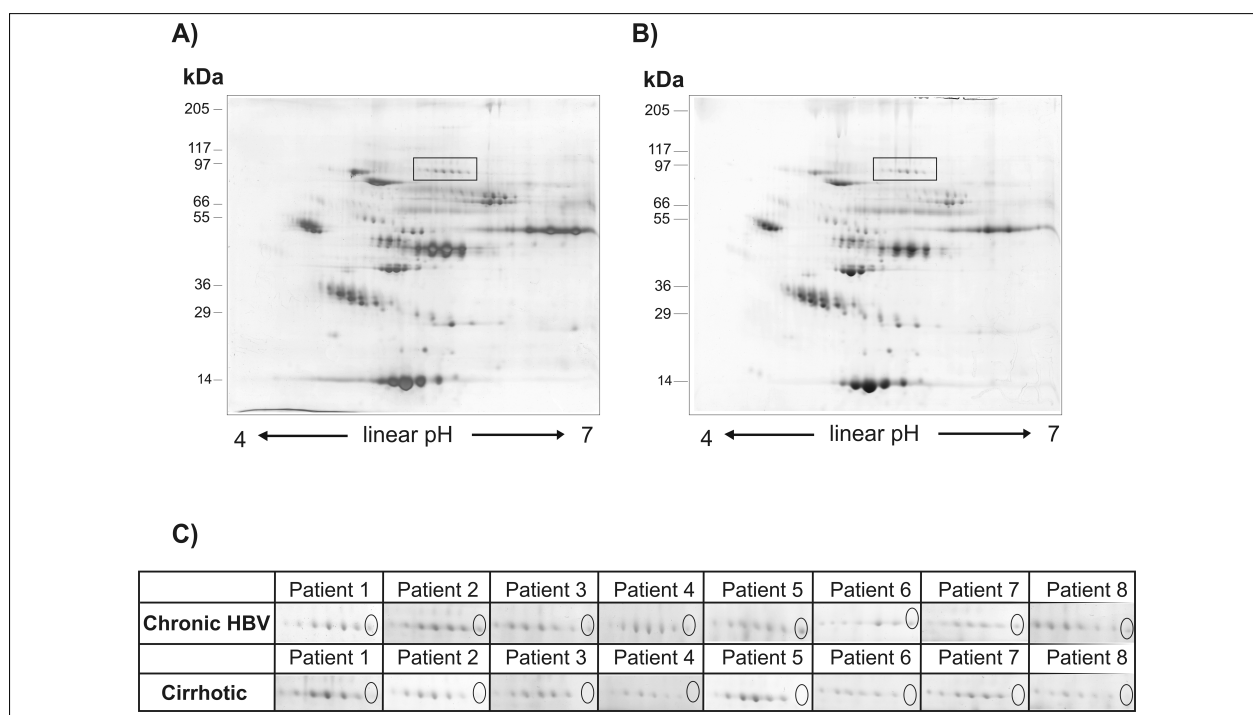 A)
kDa
205
117
97
66
55
36
29
14
4 linear pH 7
B)
kDa
205
117
97
66
55
36
29
14
4 linear pH 7
C)
Patient 1 Patient 2 Patient 3 Patient 4 Patient 5 Patient 6 Patient 7 Patient 8
Chronic HBV
Patient 1 Patient 2 Patient 3 Patient 4 Patient 5 Patient 6 Patient 7 Patient 8
Cirrhotic